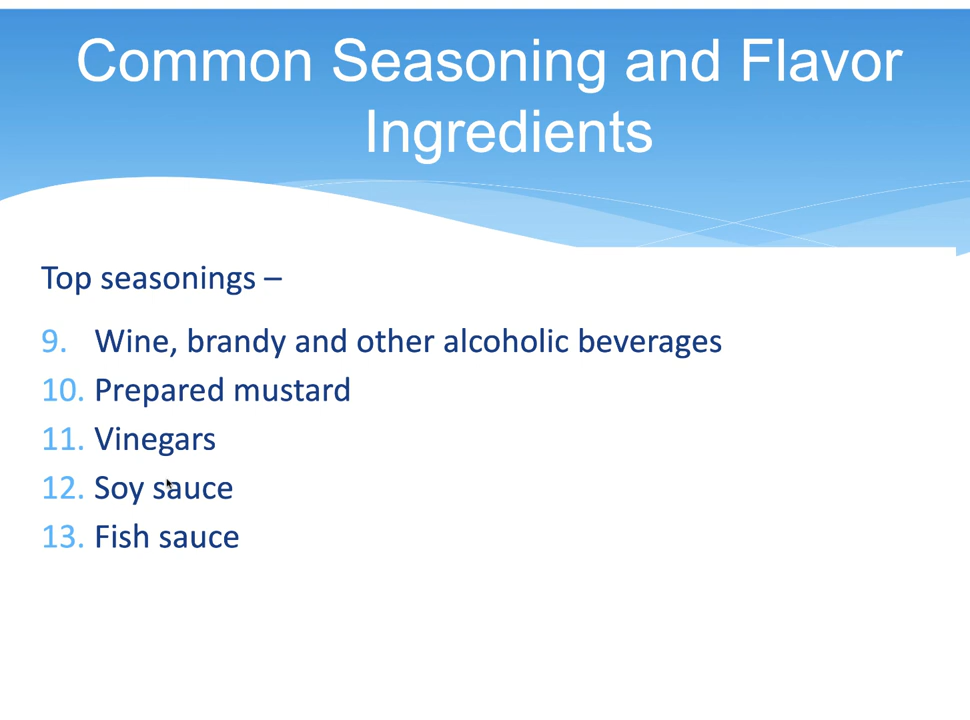 Common Seasoning and Flavor
Ingredients
Top seasonings –
9. Wine, brandy and other alcoholic beverages
10. Prepared mustard
11. Vinegars
12. Soy sauce
13. Fish sauce